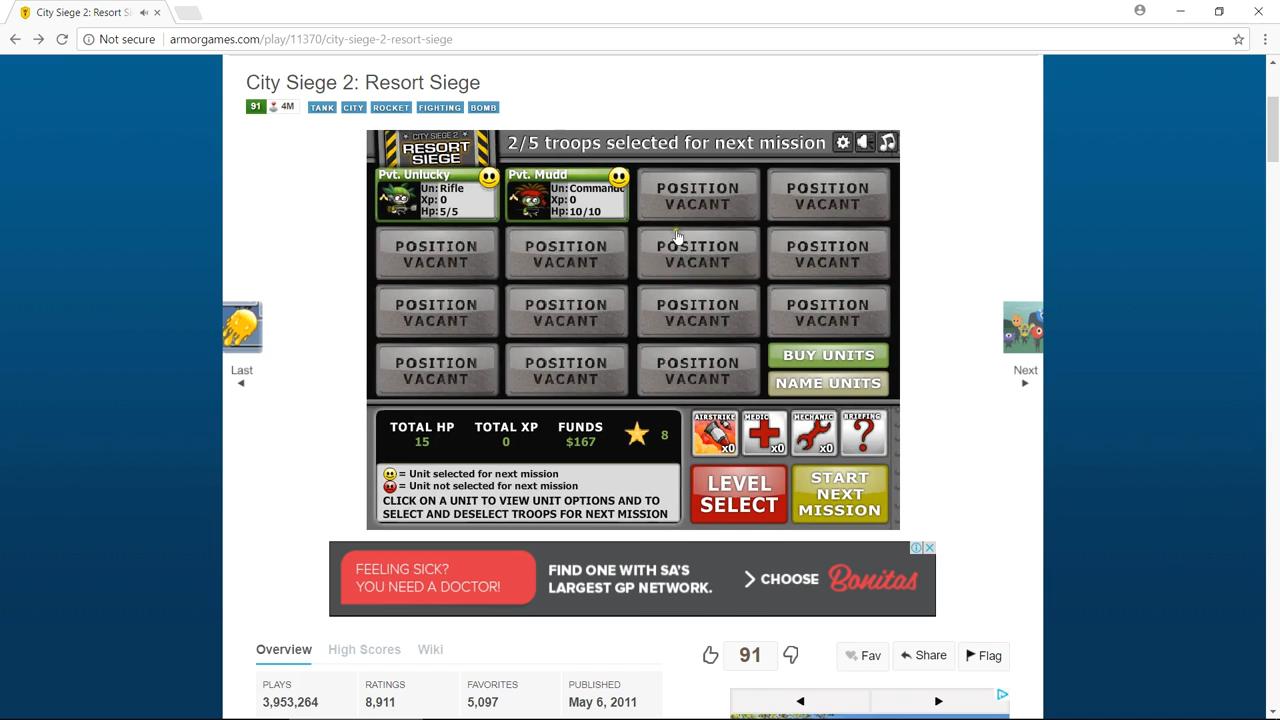 City Siege 2: Resort Si
Not secure
armorgames.com/play/11370/city-siege-2-resort-siege
City Siege 2: Resort Siege
91 4M TANK CITY ROCKET FIGHTING BOMB
CITY SIEGE 2
RESORT
SIEGE
2/5 troops selected for next mission
Pvt. Unlucky
Un: Rifle
Xp: 0
Hp: 5/5
Pvt. Mudd
Un: Commando
Xp: 0
Hp: 10/10
POSITION
VACANT
POSITION
VACANT
POSITION
VACANT
POSITION
VACANT
POSITION
VACANT
POSITION
VACANT
POSITION
VACANT
POSITION
VACANT
POSITION
VACANT
POSITION
VACANT
POSITION
VACANT
POSITION
VACANT
POSITION
VACANT
BUY UNITS
NAME UNITS
Last
Next
TOTAL HP TOTAL XP FUNDS
15 0 $167 8
AIRSTRIKE
x0
MEDIC
x0
MECHANIC
x0
BRIEFING
?
= Unit selected for next mission
= Unit not selected for next mission
CLICK ON A UNIT TO VIEW UNIT OPTIONS AND TO
SELECT AND DESELECT TROOPS FOR NEXT MISSION
LEVEL
SELECT
START
NEXT
MISSION
FEELING SICK?
YOU NEED A DOCTOR!
FIND ONE WITH SA'S
LARGEST GP NETWORK.
CHOOSE Bonitas
Overview High Scores Wiki
91
Fav
Share
Flag
PLAYS RATINGS FAVORITES PUBLISHED
3,953,264 8,911 5,097 May 6, 2011